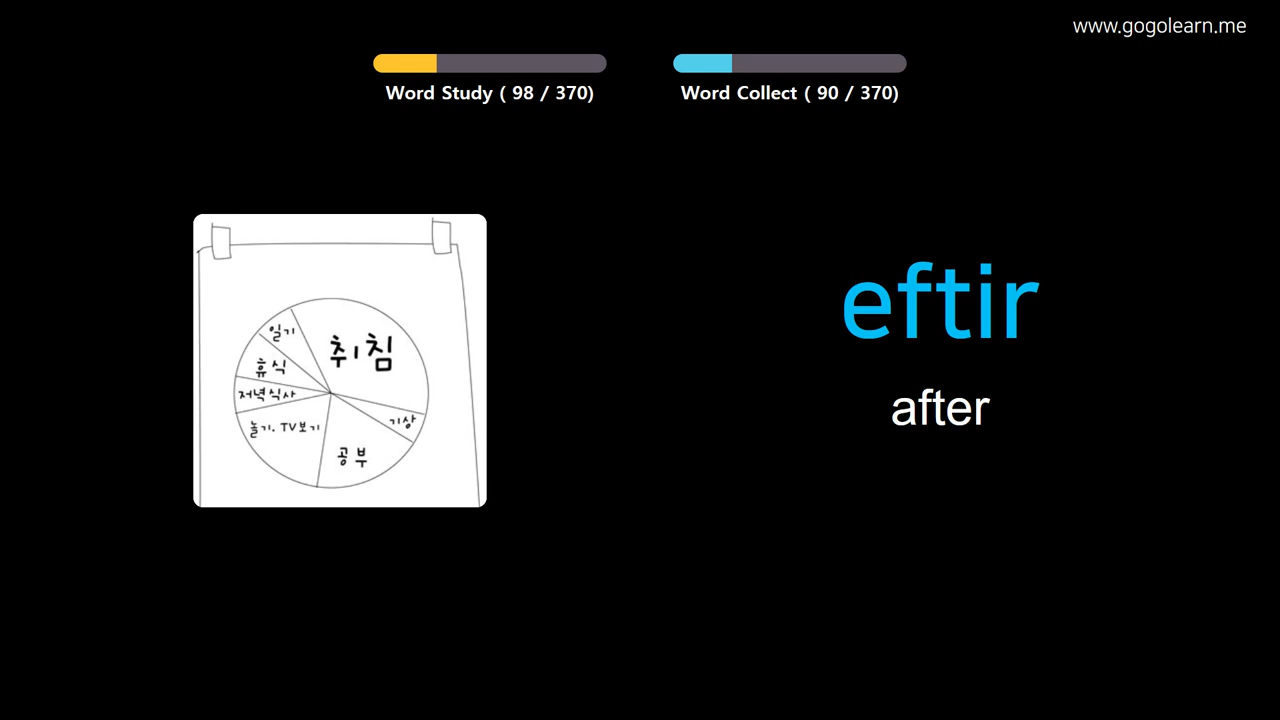 www.gogolearn.me
Word Study ( 98 / 370)
Word Collect ( 90 / 370)
일기
취침
휴식
저녁식사
기상
놀기. TV보기
공부
eftir
after